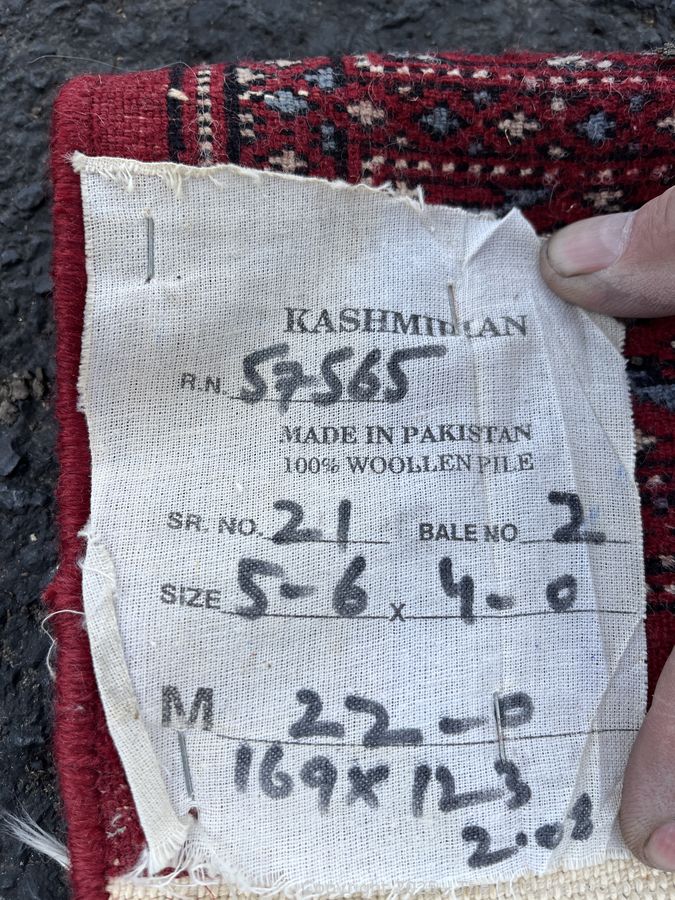 KASHMIRIAN
R.N. 57565
MADE IN PAKISTAN
100% WOOLLEN PILE
SR. NO. 21 BALE NO 2
SIZE 5-6 x 4-0
M 22-0
169x123
2.08